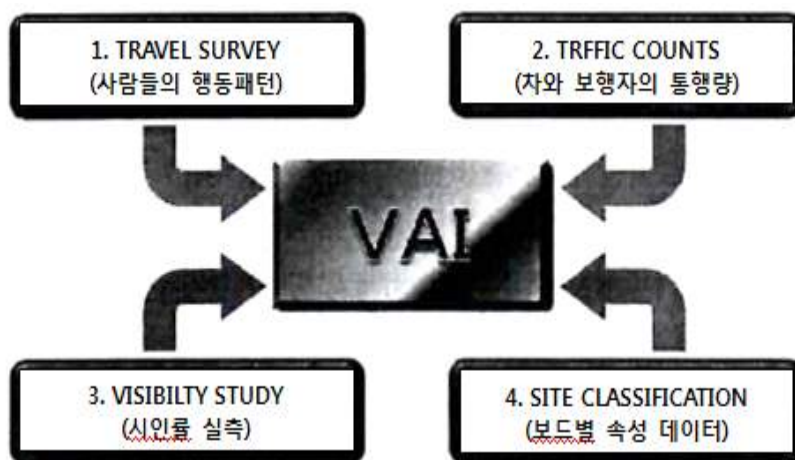 1. TRAVEL SURVEY
(사람들의 행동패턴)
2. TRFFIC COUNTS
(차와 보행자의 통행량)
VAI
3. VISIBILTY STUDY
(시인률 실측)
4. SITE CLASSIFICATION
(보드별 속성 데이터)